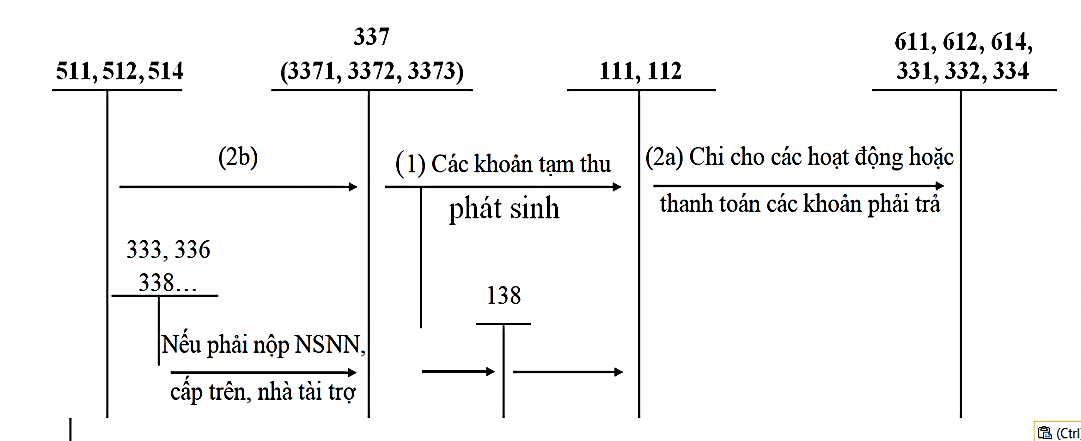 337
611, 612, 614,
511, 512, 514
(3371, 3372, 3373)
111, 112
331, 332, 334
(2b)
(1) Các khoản tạm thu
phát sinh
(2a) Chi cho các hoạt động hoặc
thanh toán các khoản phải trả
333, 336
338...
138
Nếu phải nộp NSNN,
cấp trên, nhà tài trợ
(Ctrl